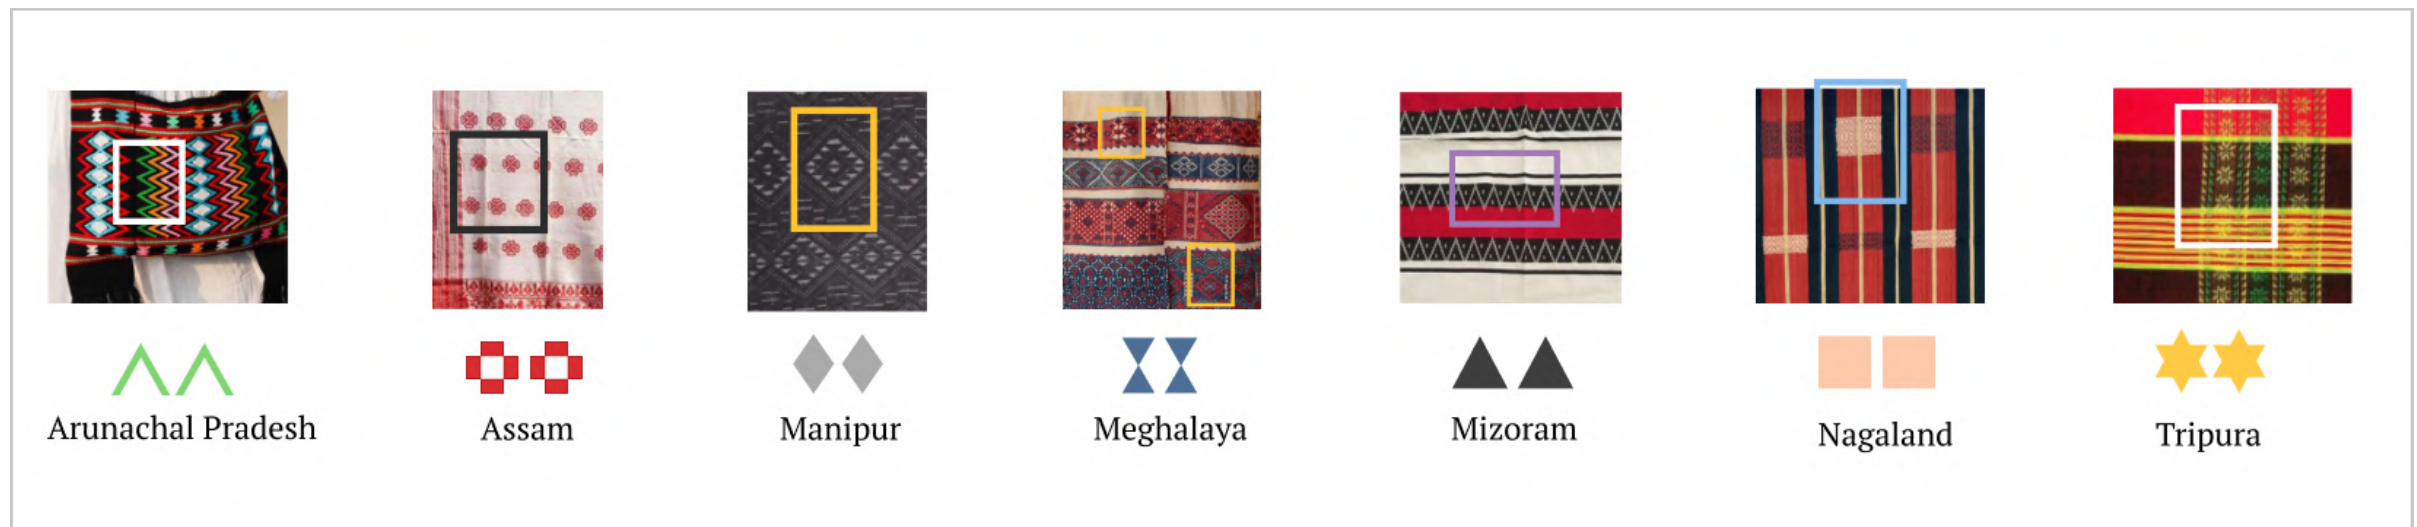 Arunachal Pradesh
Assam
Manipur
Meghalaya
Mizoram
Nagaland
Tripura